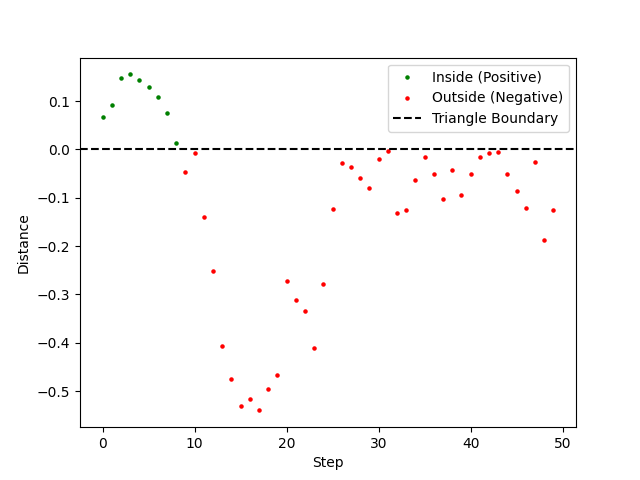 Inside (Positive)
Outside (Negative)
Triangle Boundary
0.1
0.0
−0.1
−0.2
−0.3
−0.4
−0.5
Distance
0 10 20 30 40 50
Step